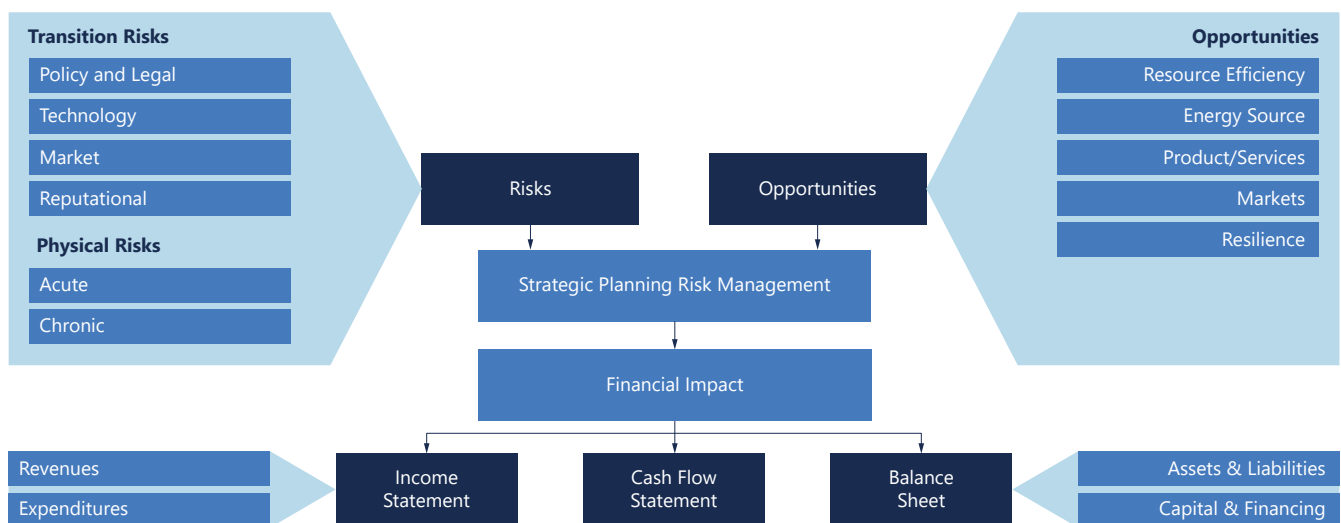 Transition Risks
Policy and Legal
Technology
Market
Reputational
Physical Risks
Acute
Chronic
Opportunities
Resource Efficiency
Energy Source
Product/Services
Markets
Resilience
Risks
Opportunities
Strategic Planning Risk Management
Financial Impact
Revenues
Expenditures
Income
Statement
Cash Flow
Statement
Balance
Sheet
Assets & Liabilities
Capital & Financing